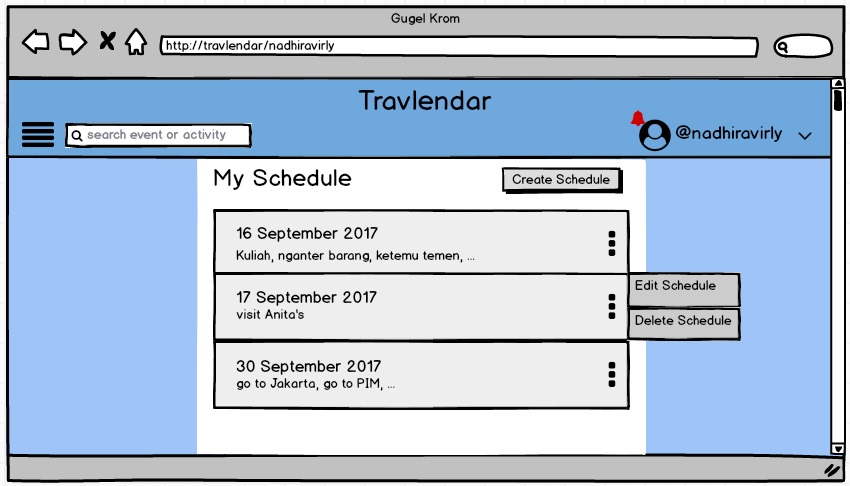 Gugel Krom
http://travlendar/nadhiravirly
Travlendar
search event or activity
@nadhiravirly
My Schedule
Create Schedule
16 September 2017
Kuliah, nganter barang, ketemu temen, ...
17 September 2017
visit Anita's
Edit Schedule
Delete Schedule
30 September 2017
go to Jakarta, go to PIM, ...